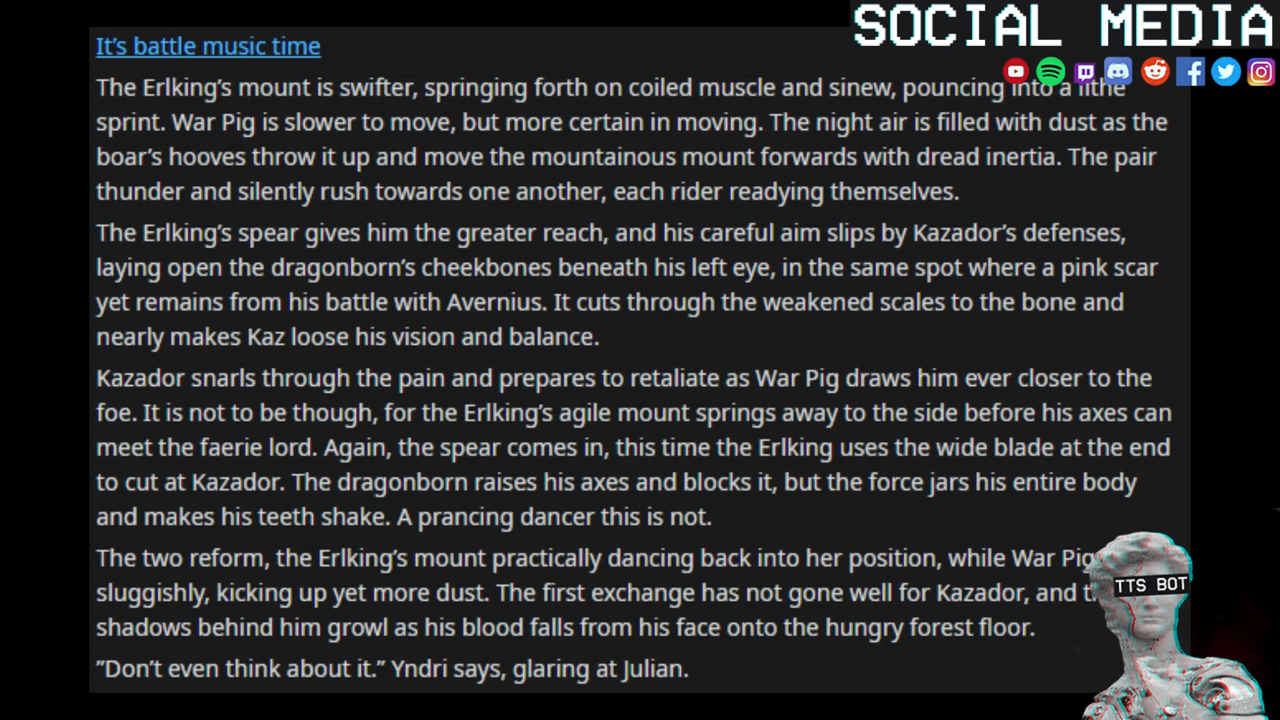 SOCIAL MEDIA
It's battle music time
The Erlking's mount is swifter, springing forth on coiled muscle and sinew, pouncing into a lithe
sprint. War Pig is slower to move, but more certain in moving. The night air is filled with dust as the
boar's hooves throw it up and move the mountainous mount forwards with dread inertia. The pair
thunder and silently rush towards one another, each rider readying themselves.
The Erlking's spear gives him the greater reach, and his careful aim slips by Kazador's defenses,
laying open the dragonborn's cheekbones beneath his left eye, in the same spot where a pink scar
yet remains from his battle with Avernius. It cuts through the weakened scales to the bone and
nearly makes Kaz loose his vision and balance.
Kazador snarls through the pain and prepares to retaliate as War Pig draws him ever closer to the
foe. It is not to be though, for the Erlking's agile mount springs away to the side before his axes can
meet the faerie lord. Again, the spear comes in, this time the Erlking uses the wide blade at the end
to cut at Kazador. The dragonborn raises his axes and blocks it, but the force jars his entire body
and makes his teeth shake. A prancing dancer this is not.
The two reform, the Erlking's mount practically dancing back into her position, while War Pig
sluggishly, kicking up yet more dust. The first exchange has not gone well for Kazador, and
shadows behind him growl as his blood falls from his face onto the hungry forest floor.
"Don't even think about it." Yndri says, glaring at Julian.
TTS BOT